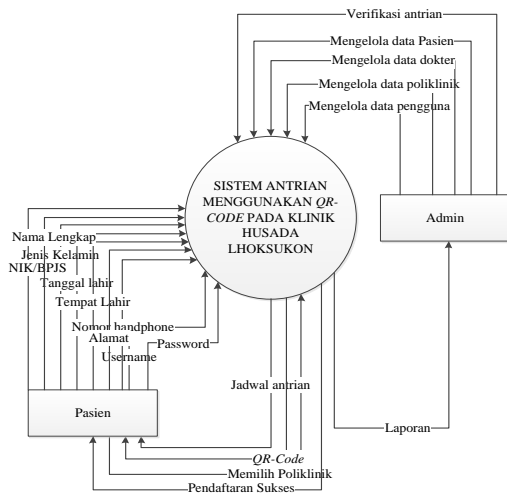 Verifikasi antrian
Mengelola data Pasien
Mengelola data dokter
Mengelola data poliklinik
Mengelola data pengguna
SISTEM ANTRIAN
MENGGUNAKAN QR-
CODE PADA KLINIK
HUSADA
LHOKSUKON
Admin
Nama Lengkap
Jenis Kelamin
NIK/BPJS
Tanggal lahir
Tempat Lahir
Nomor handphone
Alamat
Password
Username
Jadwal antrian
Pasien
Laporan
QR-Code
Memilih Poliklinik
Pendaftaran Sukses